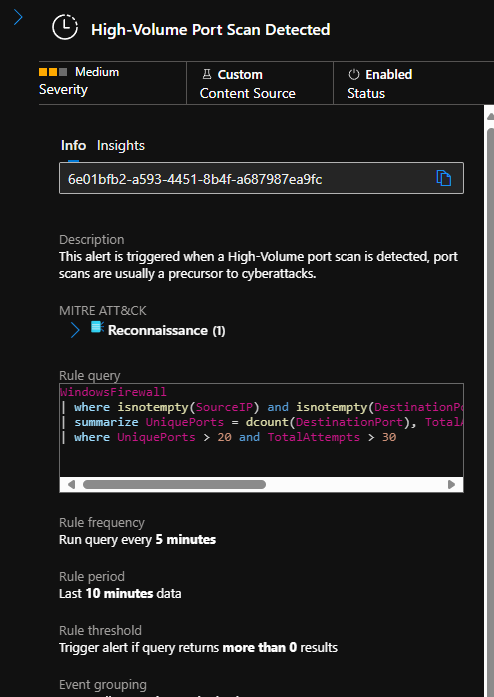 High-Volume Port Scan Detected
Medium
Severity
Custom
Content Source
Enabled
Status
Info Insights
6e01bfb2-a593-4451-8b4f-a687987ea9fc
Description
This alert is triggered when a High-Volume port scan is detected, port
scans are usually a precursor to cyberattacks.
MITRE ATT&CK
Reconnaissance (1)
Rule query
WindowsFirewall
| where isnotempty(SourceIP) and isnotempty(DestinationPo
| summarize UniquePorts = dcount(DestinationPort), TotalA
| where UniquePorts > 20 and TotalAttempts > 30
Rule frequency
Run query every 5 minutes
Rule period
Last 10 minutes data
Rule threshold
Trigger alert if query returns more than 0 results
Event grouping